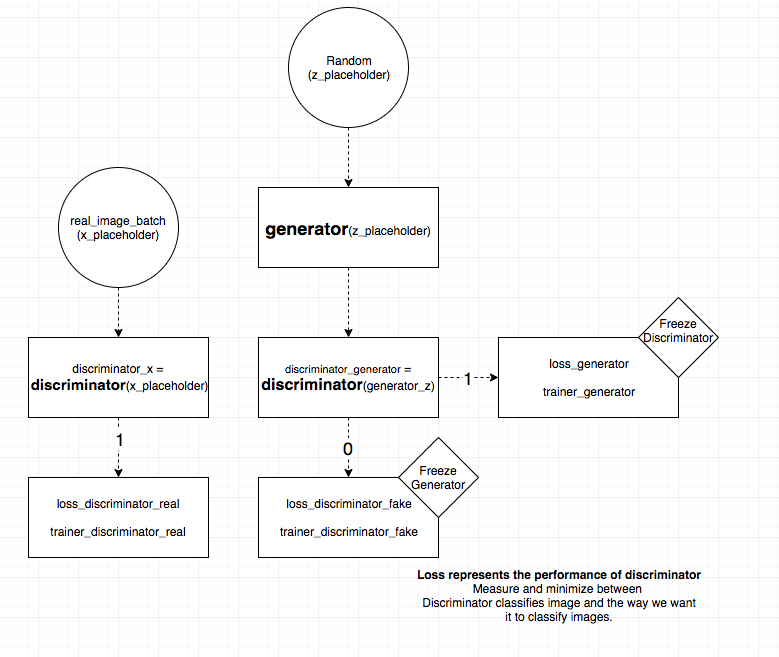 Random
(z_placeholder)
real_image_batch
(x_placeholder)
generator(z_placeholder)
discriminator_x =
discriminator(x_placeholder)
discriminator_generator =
discriminator(generator_z)
1
loss_generator
trainer_generator
Freeze
Discriminator
1
0
loss_discriminator_real
trainer_discriminator_real
loss_discriminator_fake
trainer_discriminator_fake
Freeze
Generator
Loss represents the performance of discriminator
Measure and minimize between
Discriminator classifies image and the way we want
it to classify images.